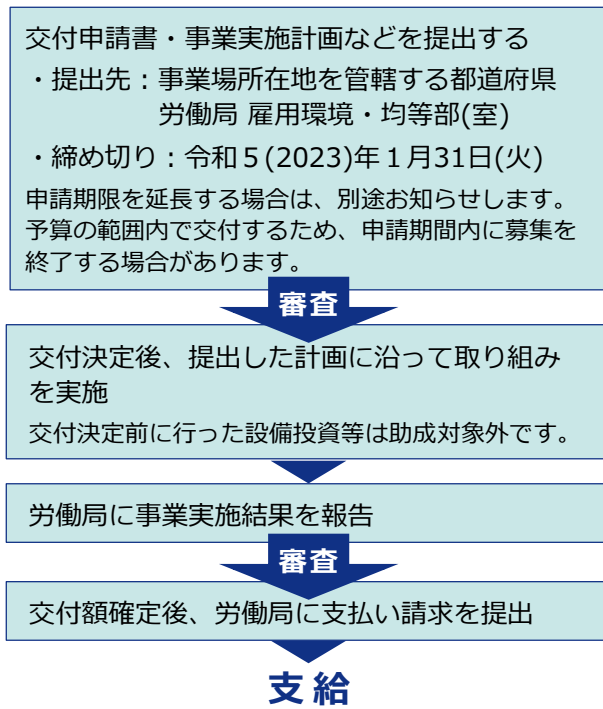 交付申請書・事業実施計画などを提出する
・提出先：事業場所在地を管轄する都道府県
労働局 雇用環境・均等部(室)
・締め切り：令和５(2023)年１月31日(火)
申請期限を延長する場合は、別途お知らせします。
予算の範囲内で交付するため、申請期間内に募集を
終了する場合があります。
審査
交付決定後、提出した計画に沿って取り組み
を実施
交付決定前に行った設備投資等は助成対象外です。
労働局に事業実施結果を報告
審査
交付額確定後、労働局に支払い請求を提出
支給